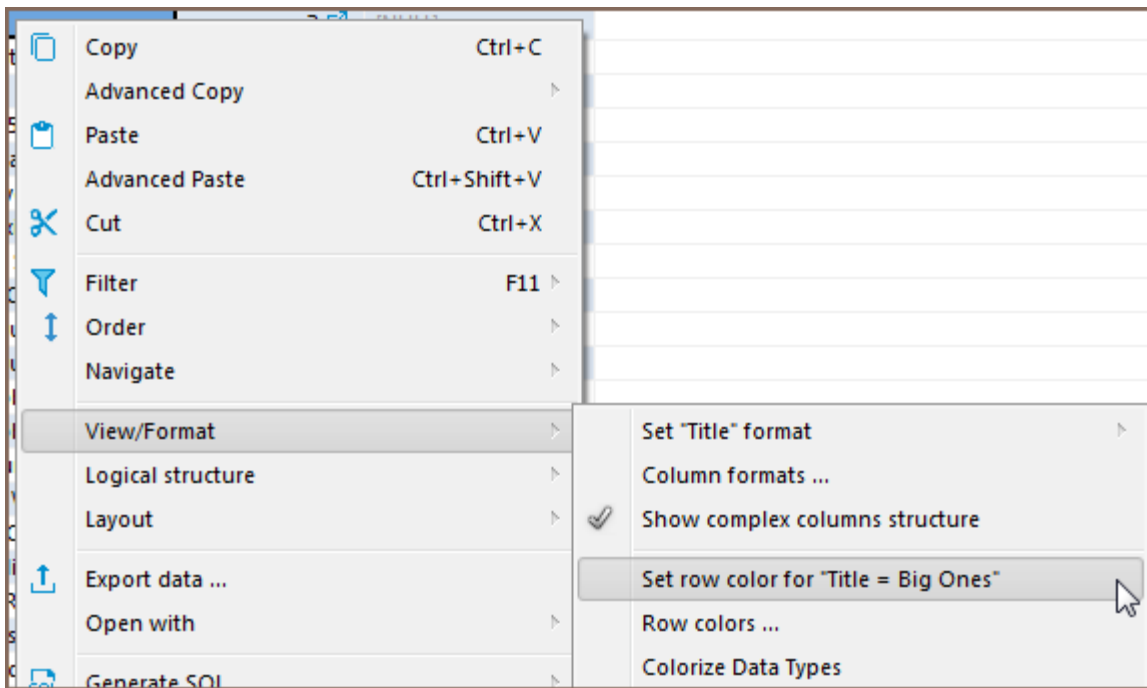 Copy Ctrl+C
Advanced Copy
Paste Ctrl+V
Advanced Paste Ctrl+Shift+V
Cut Ctrl+X
Filter F11
Order
Navigate
View/Format
Set "Title" format
Logical structure
Column formats ...
Layout
Show complex columns structure
Export data ...
Set row color for "Title = Big Ones"
Open with
Row colors ...
Generate SQL
Colorize Data Types